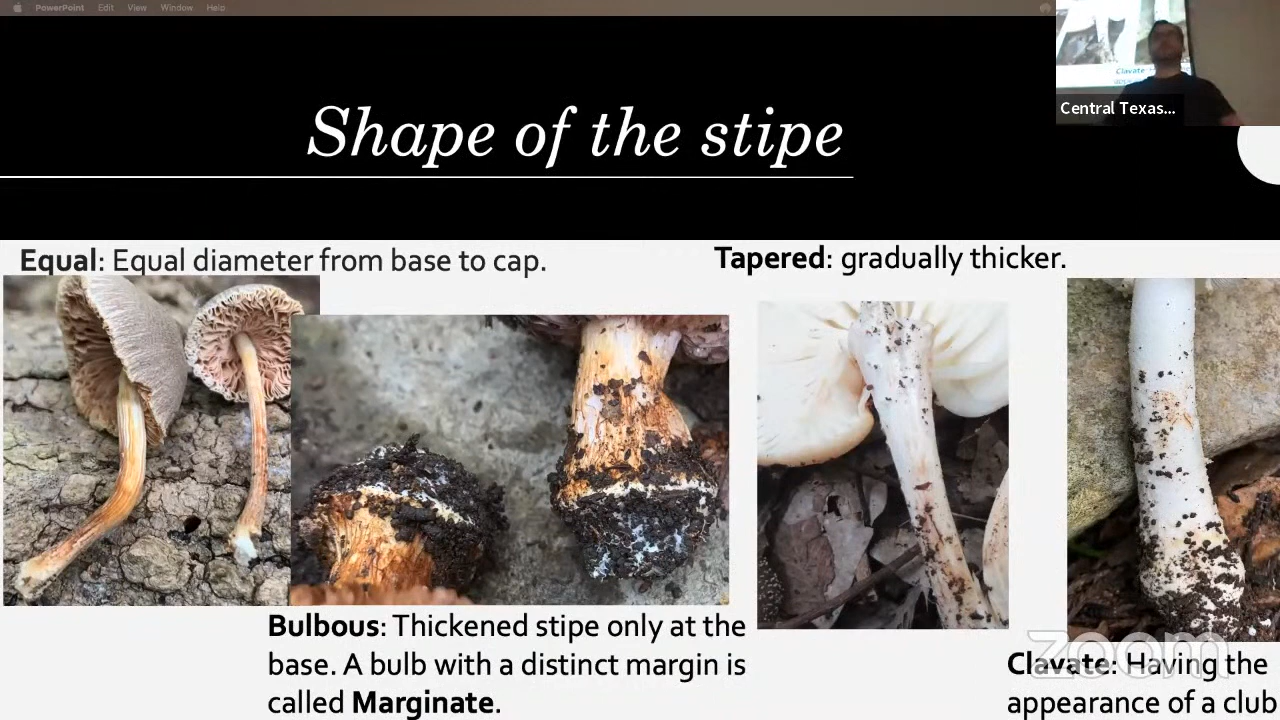 PowerPoint Edit View Window Help
Central Texas...
Clavate
Shape of the stipe
Equal: Equal diameter from base to cap.
Tapered: gradually thicker.
Bulbous: Thickened stipe only at the
base. A bulb with a distinct margin is
called Marginate.
Clavate: Having the
appearance of a club
zoom